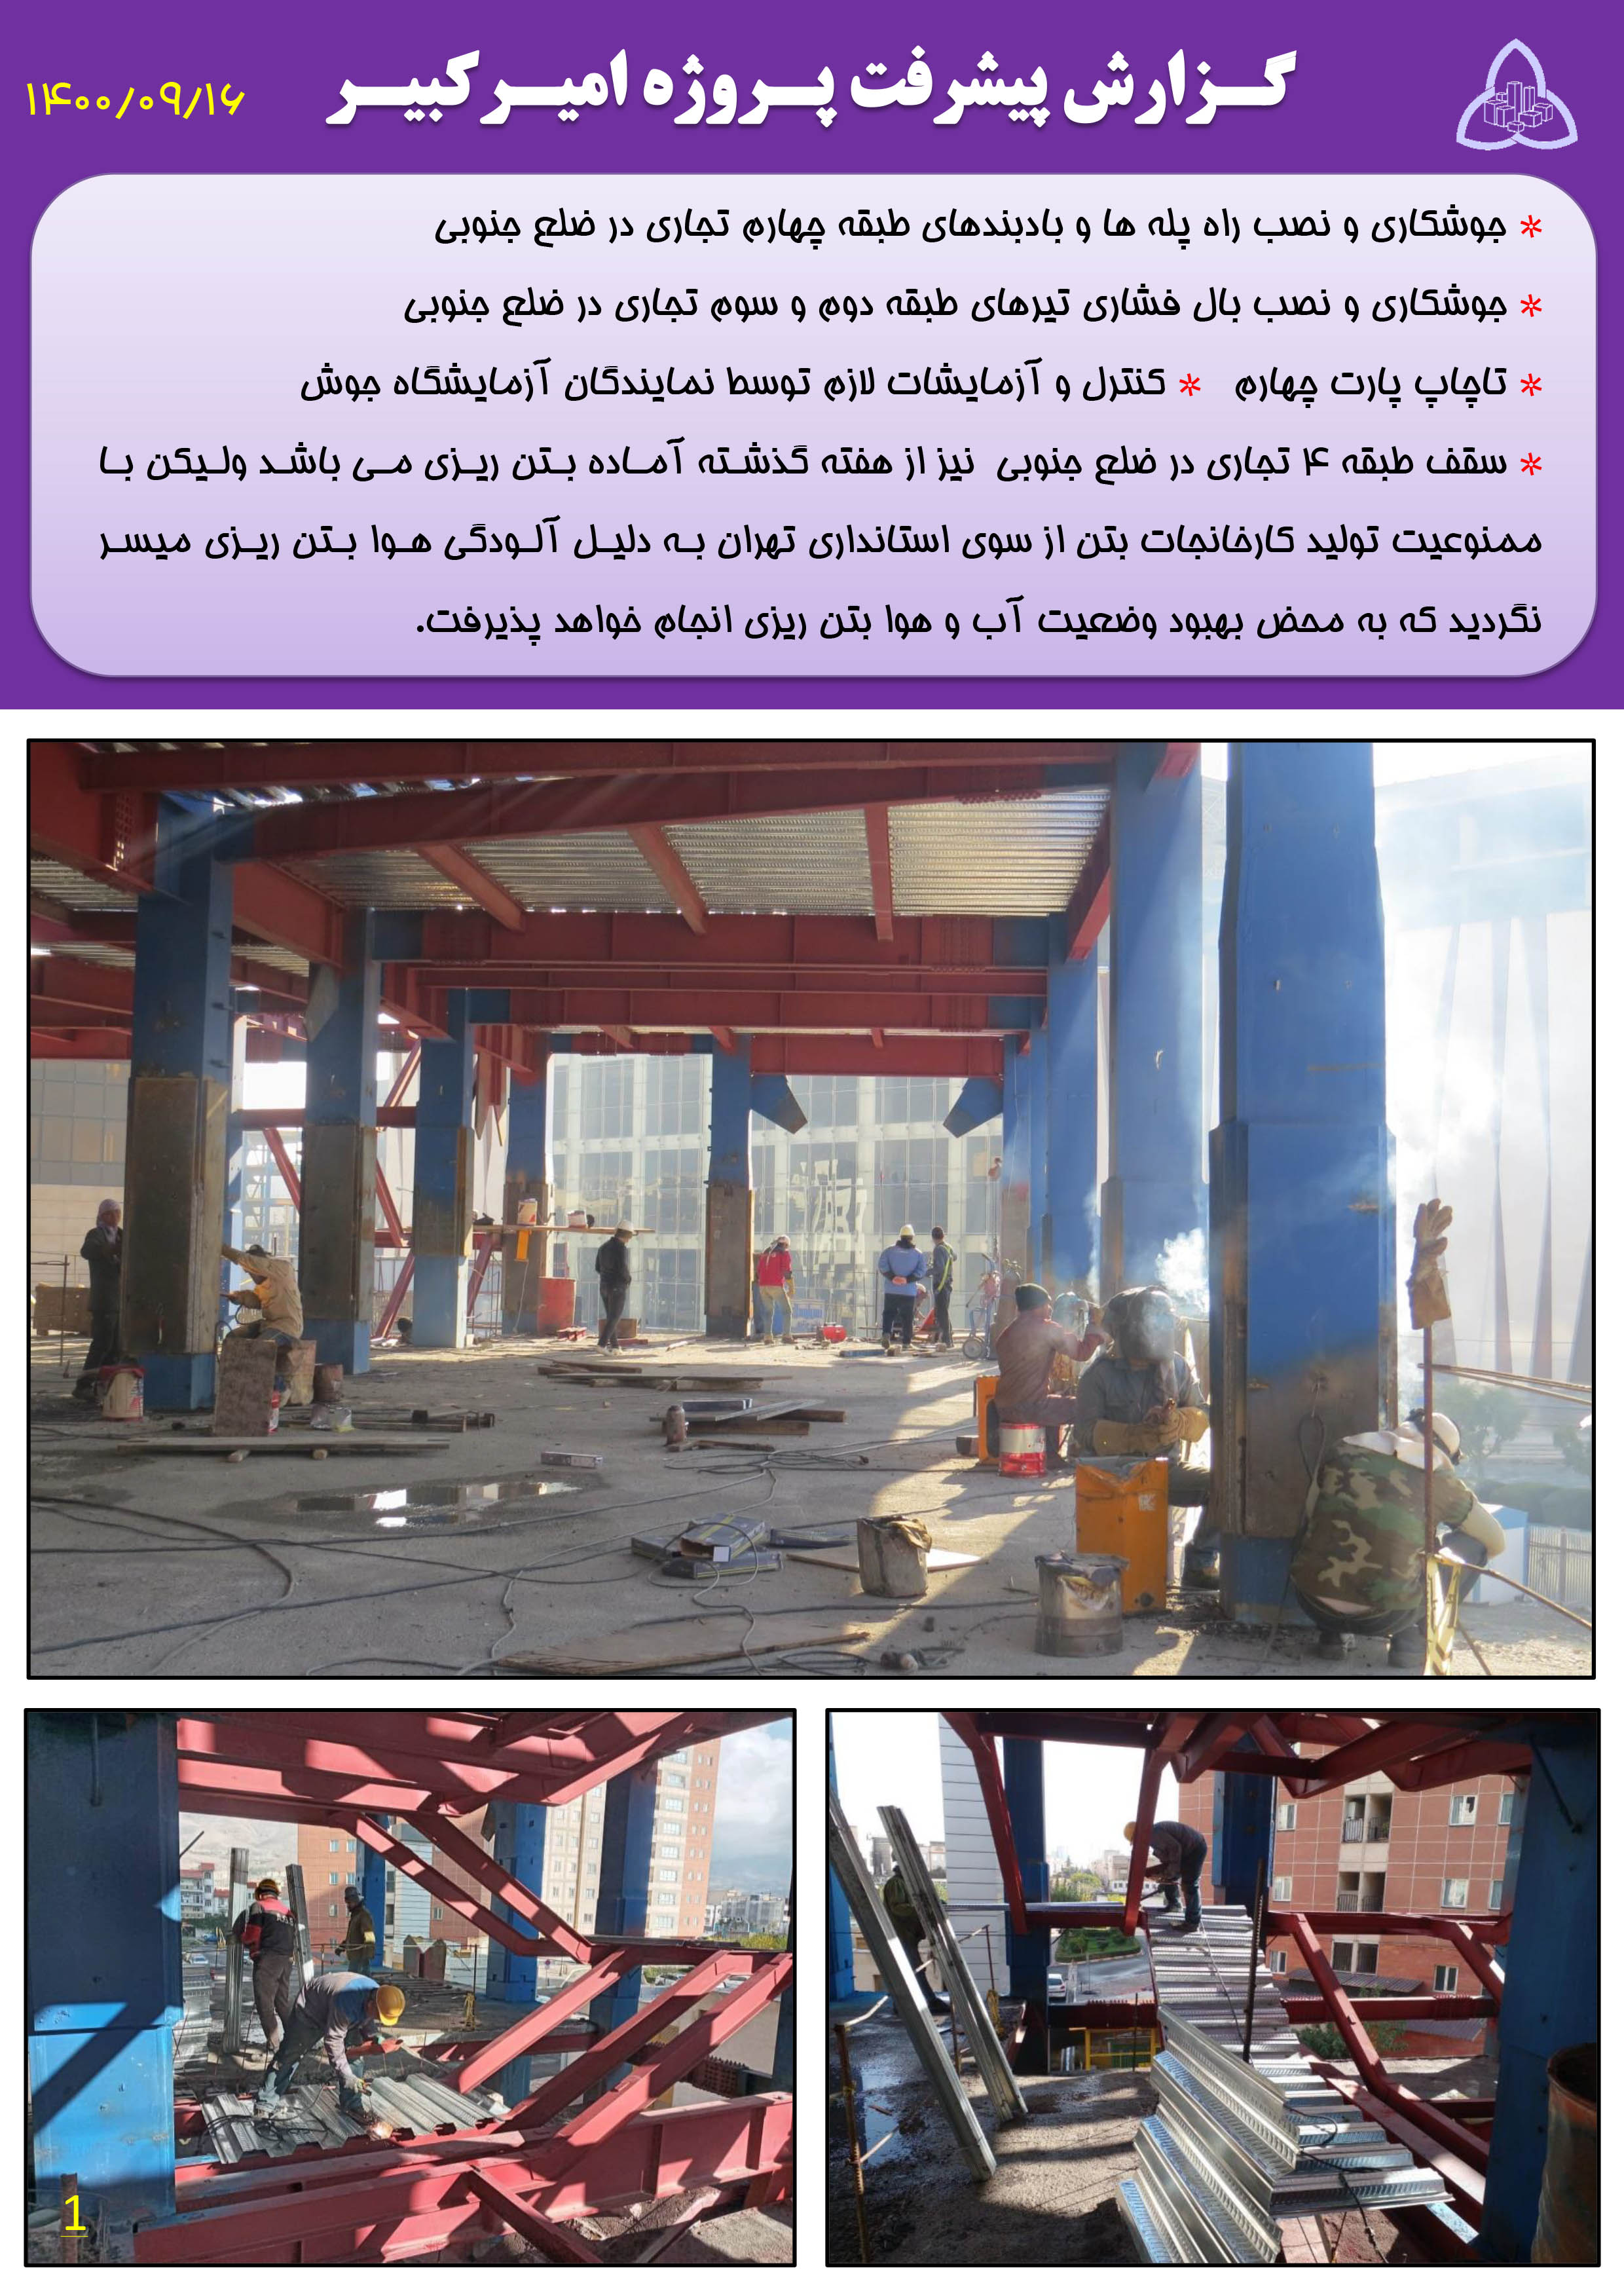 گزارش پیشرفت پروژه امیرکبیر
۱۴۰۰/۰۹/۱۶
* جوشکاری و نصب راه پله ها و بادبندهای طبقه چهارم تجاری در ضلع جنوبی
* جوشکاری و نصب بال فشاری تیرهای طبقه دوم و سوم تجاری در ضلع جنوبی
* تاچاپ پارت چهارم * کنترل و آزمایشات لازم توسط نمایندگان آزمایشگاه جوش
* سقف طبقه ۴ تجاری در ضلع جنوبی نیز از هفته گذشته آماده بتن ریزی می باشد ولیکن با
ممنوعیت تولید کارخانجات بتن از سوی استانداری تهران به دلیل آلودگی هوا بتن ریزی میسر
نگردید که به محض بهبود وضعیت آب و هوا بتن ریزی انجام خواهد پذیرفت.
1